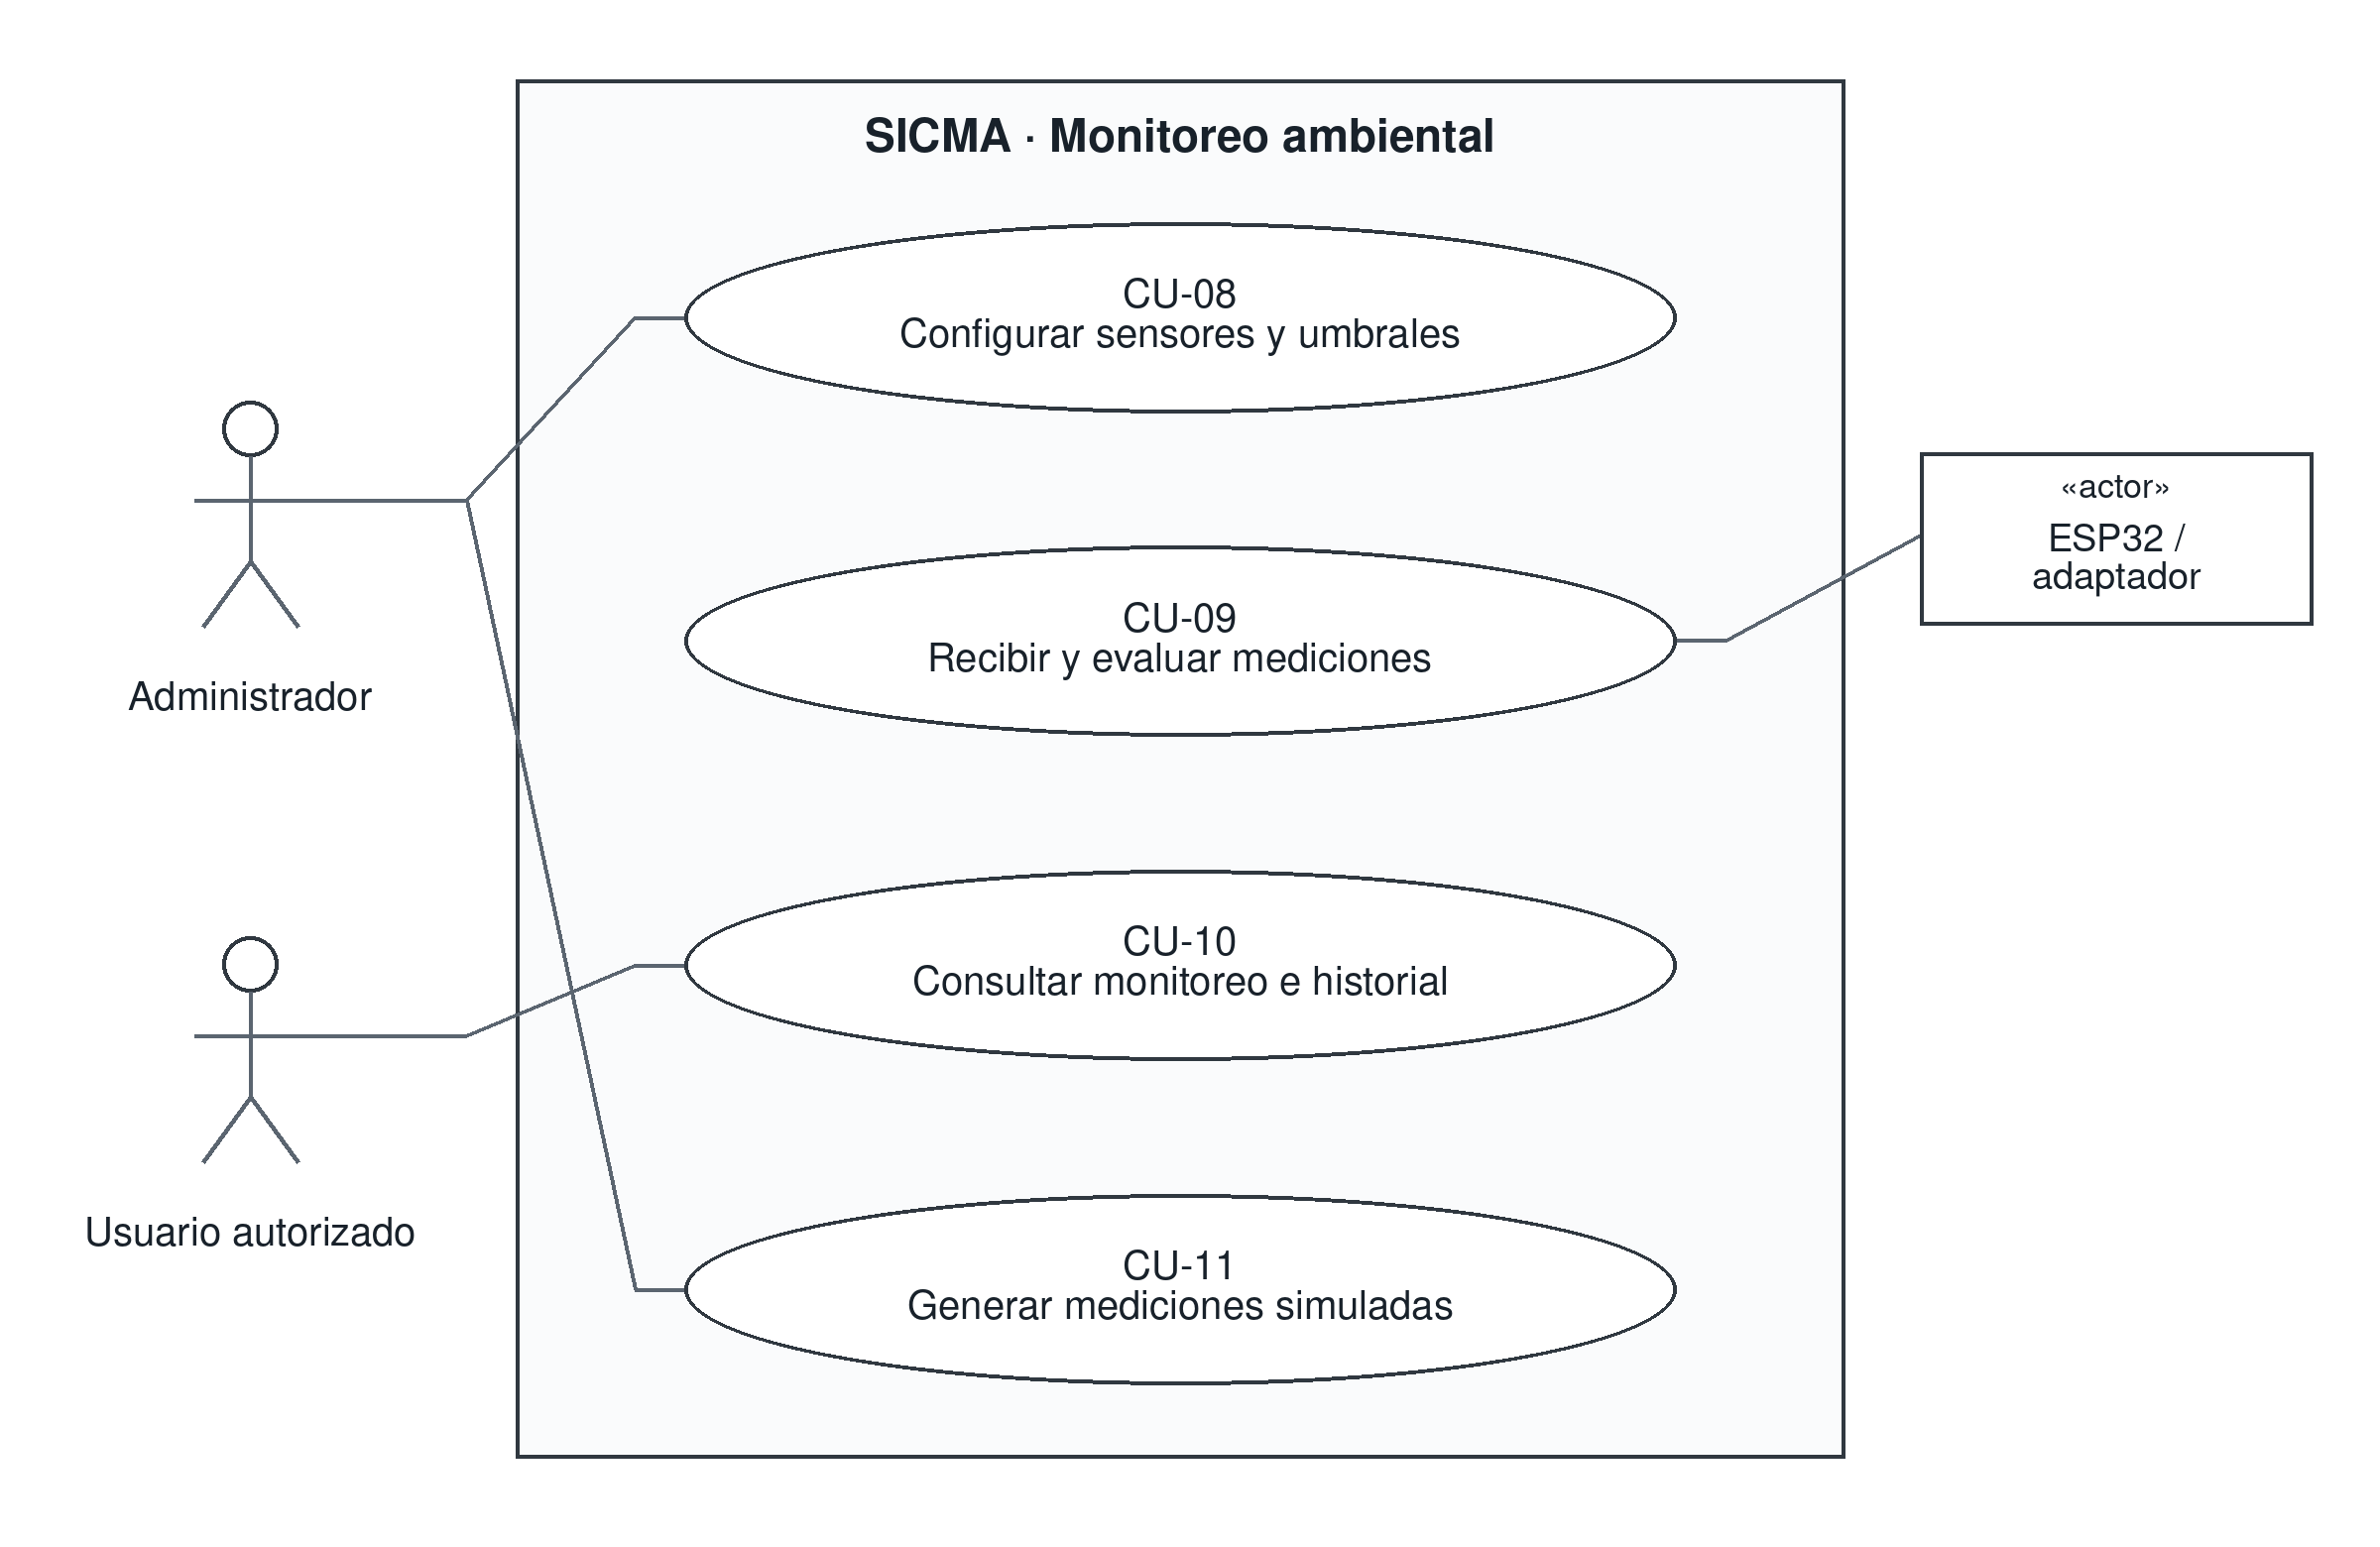 SICMA · Monitoreo ambiental
CU-08
Configurar sensores y umbrales
«actor»
ESP32 /
adaptador
CU-09
Recibir y evaluar mediciones
Administrador
CU-10
Consultar monitoreo e historial
Usuario autorizado
CU-11
Generar mediciones simuladas